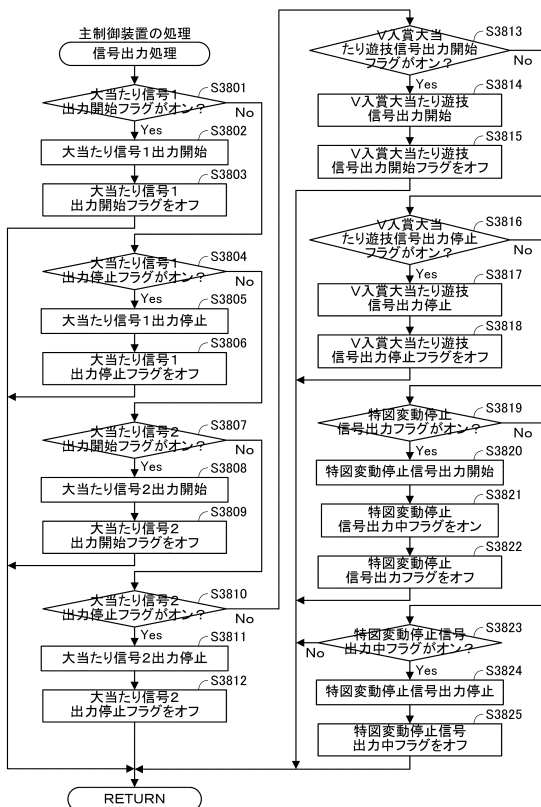 主制御装置の処理
信号出力処理
S3801
大当たり信号1
出力開始フラグがオン？
No
Yes
S3802
大当たり信号1出力開始
S3803
大当たり信号1
出力開始フラグをオフ
S3804
大当たり信号1
出力停止フラグがオン？
No
Yes
S3805
大当たり信号1出力停止
S3806
大当たり信号1
出力停止フラグをオフ
S3807
大当たり信号2
出力開始フラグがオン？
No
Yes
S3808
大当たり信号2出力開始
S3809
大当たり信号2
出力開始フラグをオフ
S3810
大当たり信号2
出力停止フラグがオン？
No
Yes
S3811
大当たり信号2出力停止
S3812
大当たり信号2
出力停止フラグをオフ
RETURN
S3813
V入賞大当
たり遊技信号出力開始
フラグがオン？
No
Yes
S3814
V入賞大当たり遊技
信号出力開始
S3815
V入賞大当たり遊技
信号出力開始フラグをオフ
S3816
V入賞大当
たり遊技信号出力停止
フラグがオン？
No
Yes
S3817
V入賞大当たり遊技
信号出力停止
S3818
V入賞大当たり遊技
信号出力停止フラグをオフ
S3819
特図変動停止
信号出力フラグがオン？
No
Yes
S3820
特図変動停止信号出力開始
S3821
特図変動停止
信号出力中フラグをオン
S3822
特図変動停止
信号出力フラグをオフ
S3823
特図変動停止信号
出力中フラグがオン？
No
Yes
S3824
特図変動停止信号出力停止
S3825
特図変動停止信号
出力中フラグをオフ